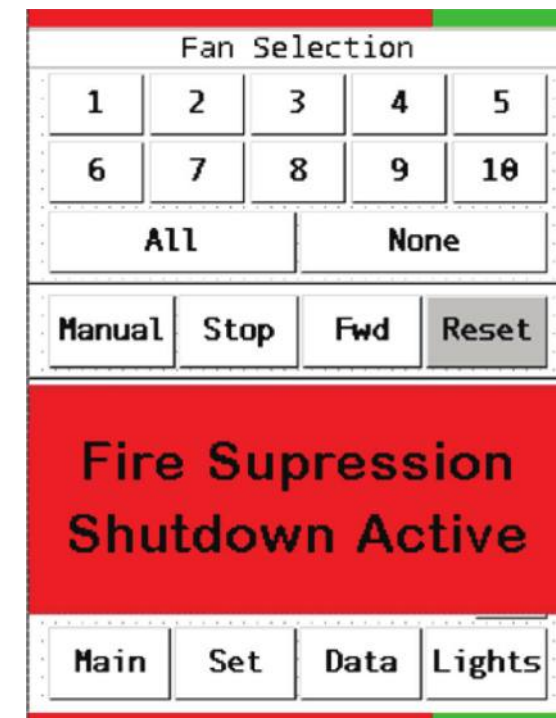 Fan Selection
1 2 3 4 5
6 7 8 9 10
All None
Manual Stop Fwd Reset
Fire Supression
Shutdown Active
Main Set Data Lights